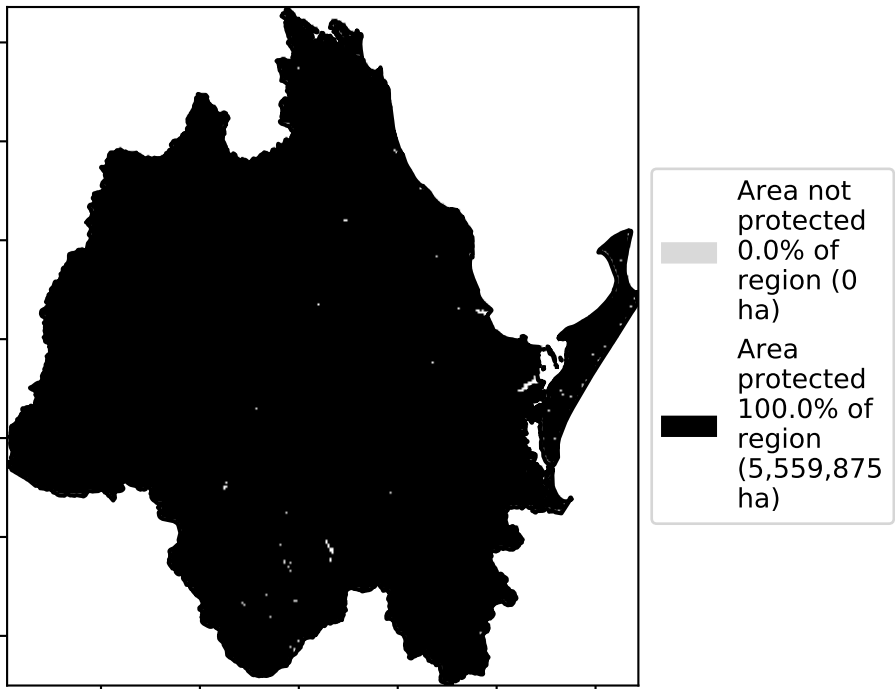 Area not
protected
0.0% of
region (0
ha)
Area
protected
100.0% of
region
(5,559,875
ha)